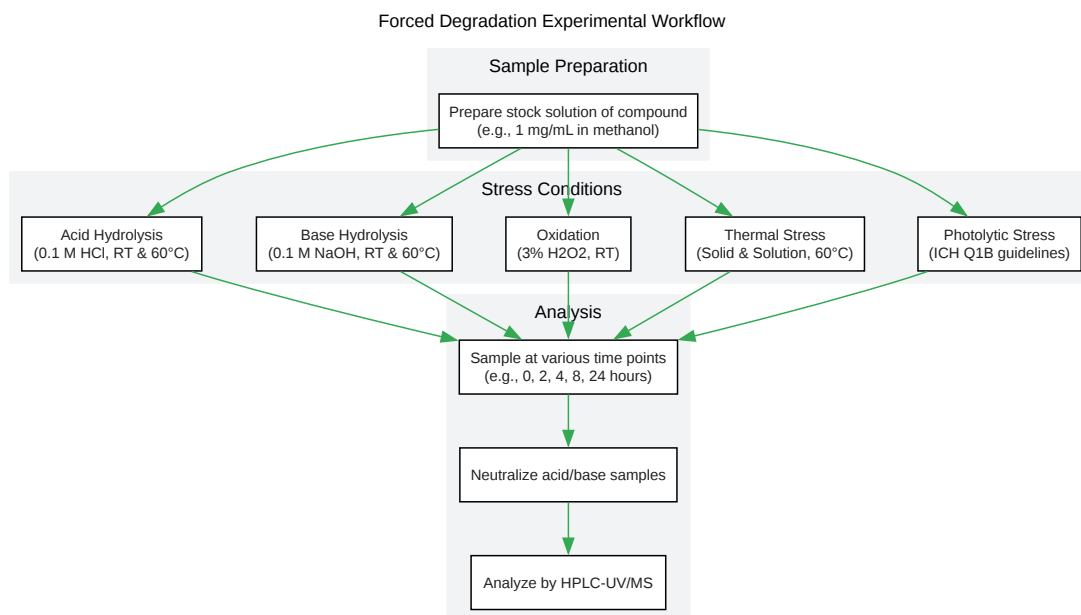 Forced Degradation Experimental Workflow
Sample Preparation
Prepare stock solution of compound
(e.g., 1 mg/mL in methanol)
Stress Conditions
Acid Hydrolysis
(0.1 M HCl, RT & 60°C)
Base Hydrolysis
(0.1 M NaOH, RT & 60°C)
Oxidation
(3% H2O2, RT)
Thermal Stress
(Solid & Solution, 60°C)
Photolytic Stress
(ICH Q1B guidelines)
Analysis
Sample at various time points
(e.g., 0, 2, 4, 8, 24 hours)
Neutralize acid/base samples
Analyze by HPLC-UV/MS